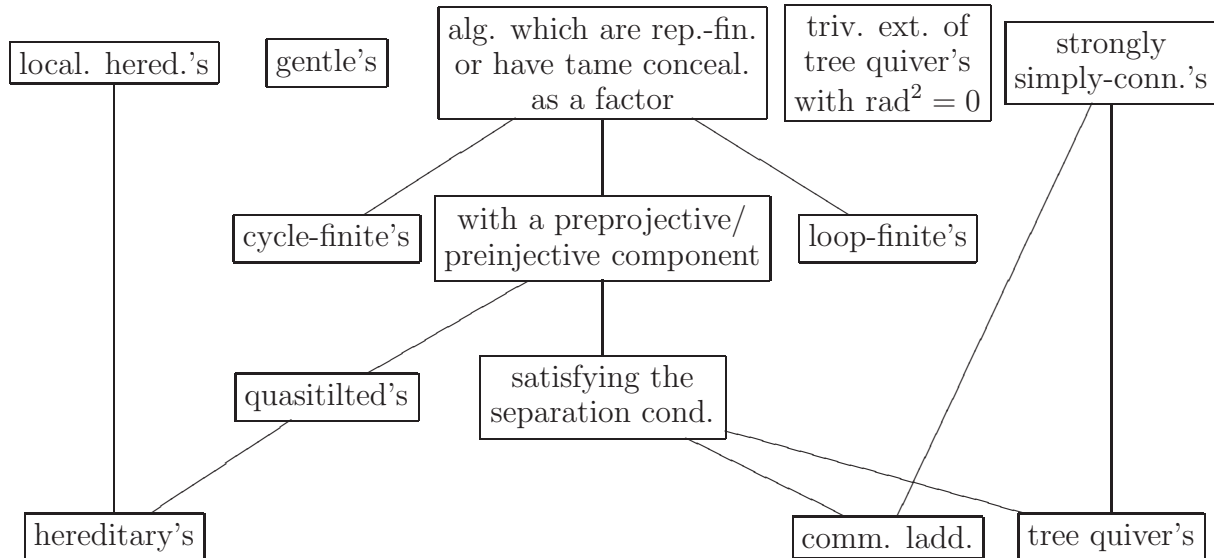 local. hered.'s
gentle's
alg. which are rep.-fin.
or have tame conceal.
as a factor
triv. ext. of
tree quiver's
with rad² = 0
strongly
simply-conn.'s
cycle-finite's
with a preprojective/
preinjective component
loop-finite's
quasitilted's
satisfying the
separation cond.
hereditary's
comm. ladd.
tree quiver's